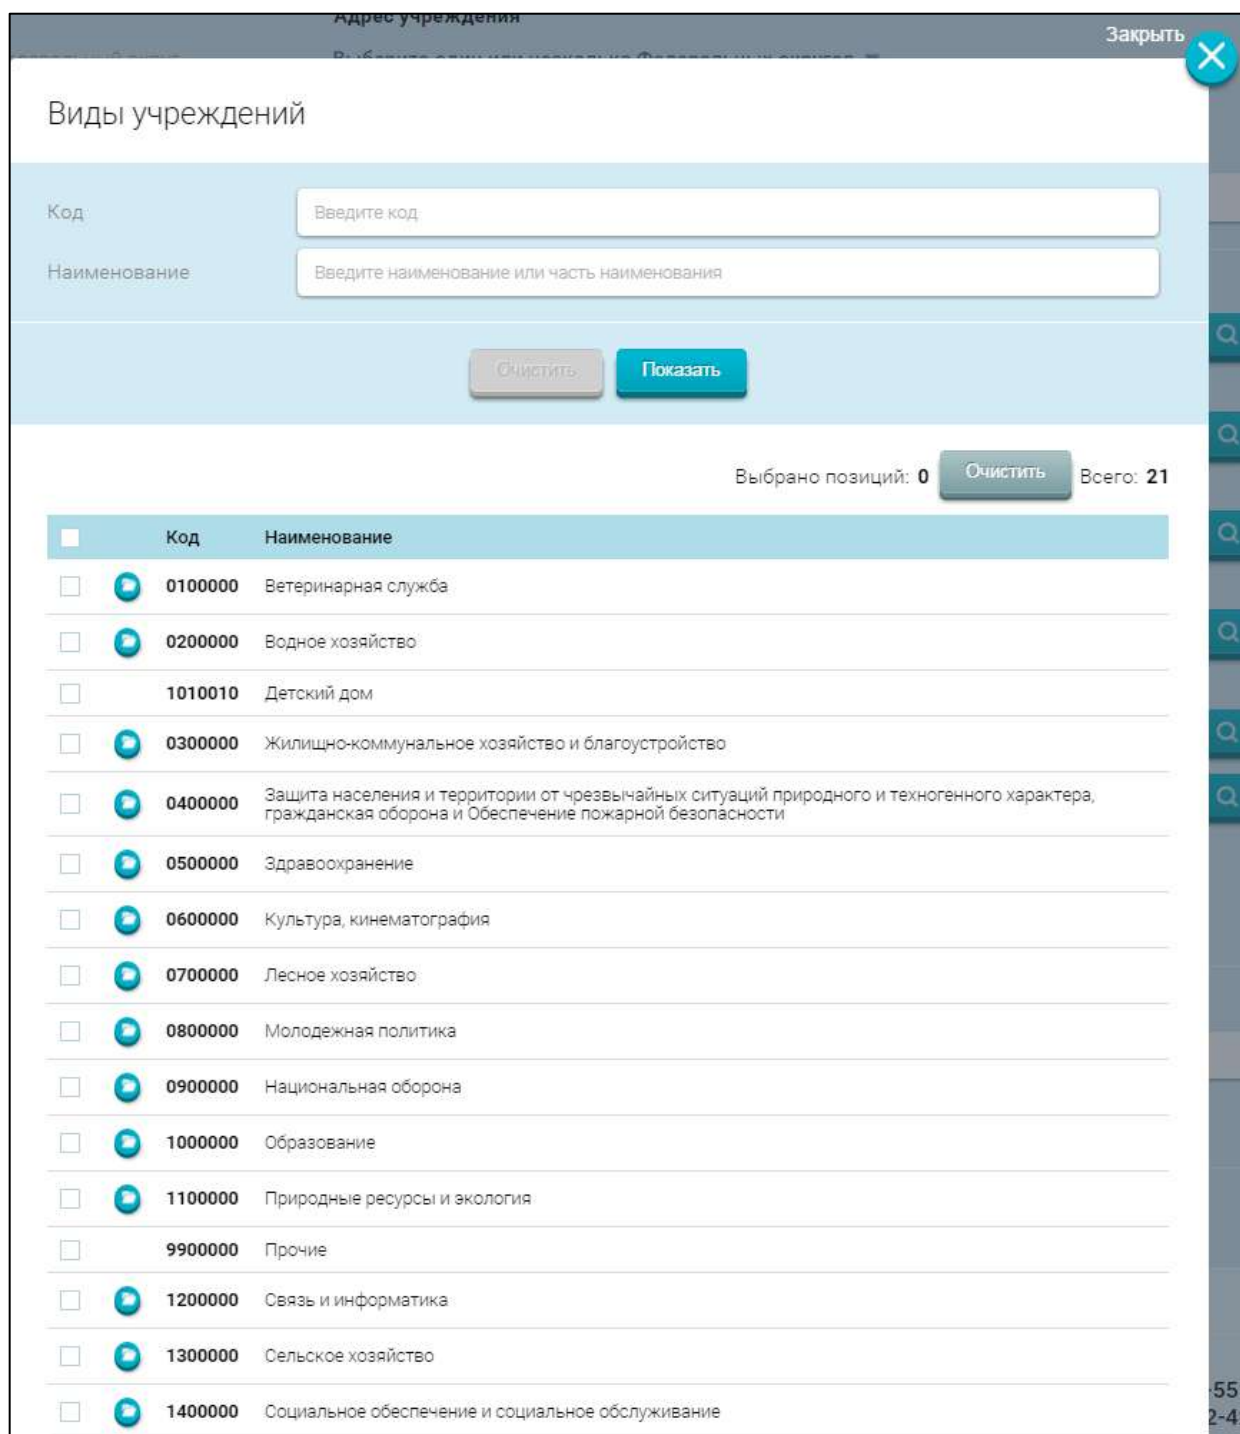 Адрес учреждения
Закрыть
Виды учреждений
Код Введите код
Наименование Введите наименование или часть наименования
Очистить Показать
Выбрано позиций: 0 Очистить Всего: 21
Код Наименование
0100000 Ветеринарная служба
0200000 Водное хозяйство
1010010 Детский дом
0300000 Жилищно-коммунальное хозяйство и благоустройство
0400000 Защита населения и территории от чрезвычайных ситуаций природного и техногенного характера,
гражданская оборона и Обеспечение пожарной безопасности
0500000 Здравоохранение
0600000 Культура, кинематография
0700000 Лесное хозяйство
0800000 Молодежная политика
0900000 Национальная оборона
1000000 Образование
1100000 Природные ресурсы и экология
9900000 Прочие
1200000 Связь и информатика
1300000 Сельское хозяйство
1400000 Социальное обеспечение и социальное обслуживание
-55
2-4